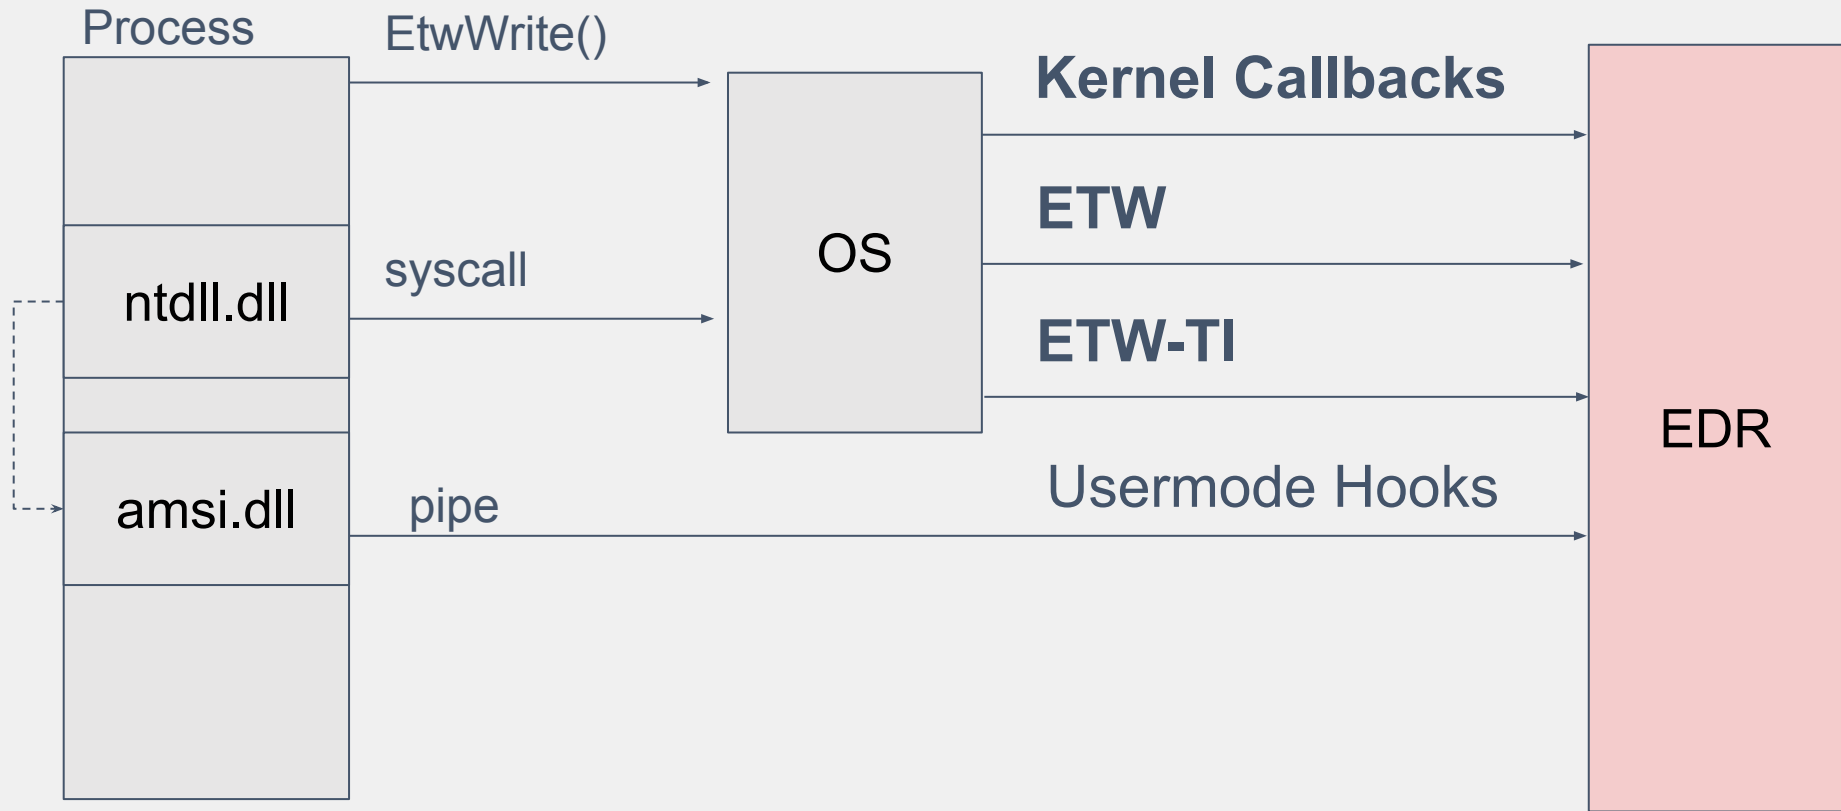 Process
EtwWrite()
Kernel Callbacks
ETW
OS
syscall
ntdll.dll
ETW-TI
EDR
Usermode Hooks
amsi.dll
pipe